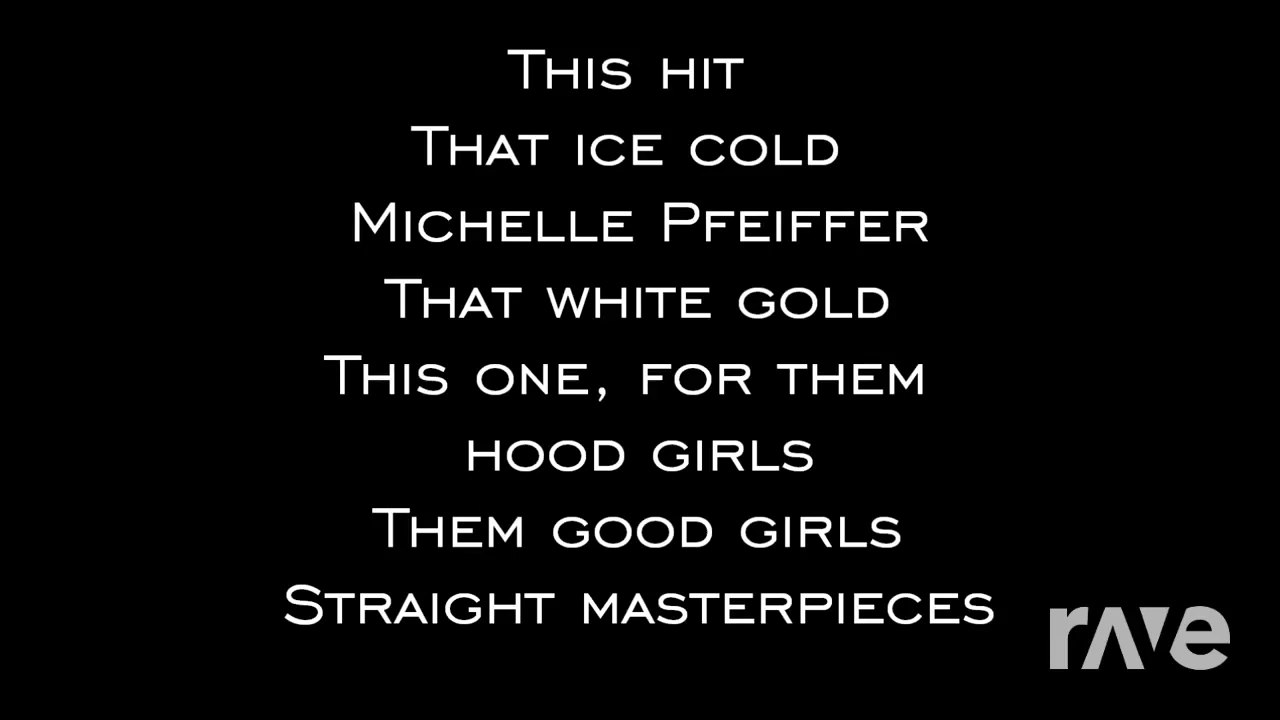 This hit
That ice cold
Michelle Pfeiffer
That white gold
This one, for them
hood girls
Them good girls
Straight masterpieces
rave